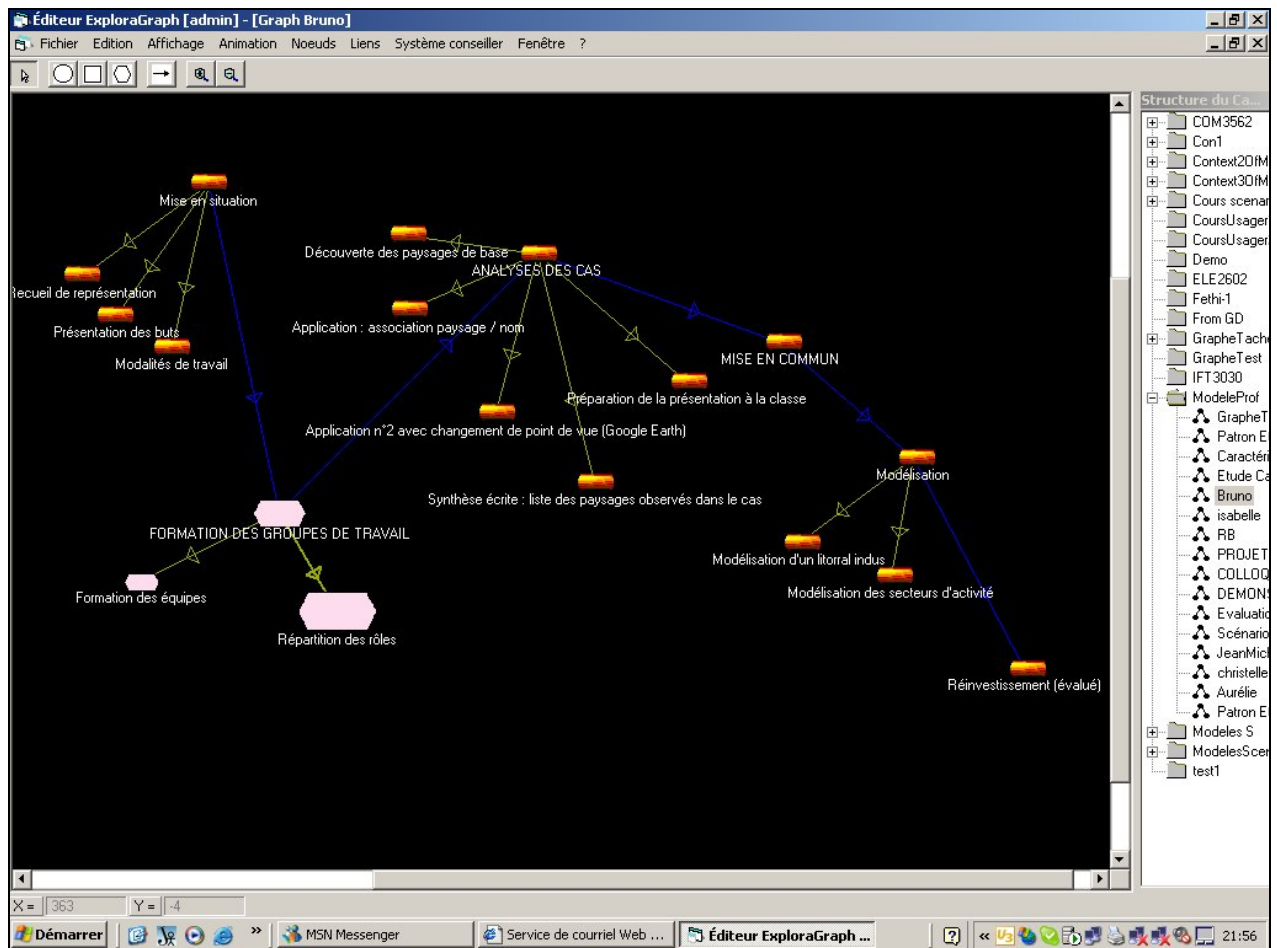 Éditeur ExploraGraph [admin] - [Graph Bruno]
Fichier Edition Affichage Animation Noeuds Liens Système conseiller Fenêtre ?
Structure du Ca...
COM3562
Con1
Context2OfM
Context3OfM
Cours scenar
CoursUsager
CoursUsager
Demo
ELE2602
Fethi-1
From GD
GrapheTach
GrapheTest
IFT3030
ModeleProf
GrapheT
Patron E
Caractéri
Etude Ca
Bruno
isabelle
RB
PROJET
COLLOQ
DEMONS
Evaluatio
Scénario
JeanMicl
christelle
Aurélie
Patron E
Modeles S
ModelesScer
test1
Mise en situation
Recueil de représentation
Présentation des buts
Modalités de travail
Découverte des paysages de base
ANALYSES DES CAS
Application : association paysage / nom
MISE EN COMMUN
Préparation de la présentation à la classe
Application n°2 avec changement de point de vue (Google Earth)
Modélisation
Synthèse écrite : liste des paysages observés dans le cas
FORMATION DES GROUPES DE TRAVAIL
Modélisation d'un litorral indus
Formation des équipes
Modélisation des secteurs d'activité
Répartition des rôles
Réinvestissement (évalué)
X = 363 Y = -4
Démarrer » MSN Messenger Service de courriel Web ... Éditeur ExploraGraph ... « 21:56